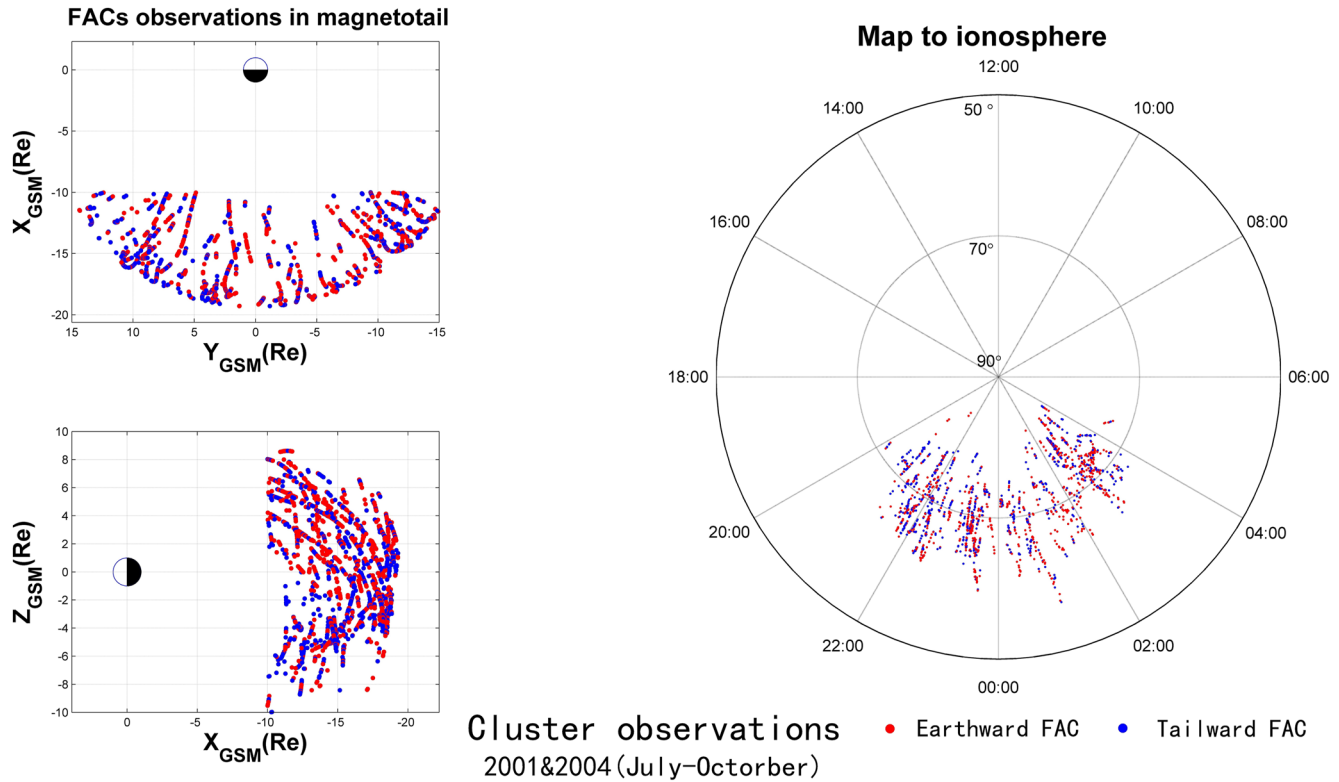 FACs observations in magnetotail
X_GSM(Re)
0
-5
-10
-15
-20
15 10 5 0 -5 -10 -15
Y_GSM(Re)
Z_GSM(Re)
10
8
6
4
2
0
-2
-4
-6
-8
-10
0 -5 -10 -15 -20
X_GSM(Re)
Map to ionosphere
12:00
14:00 10:00
50 °
16:00 08:00
70°
90°
18:00 06:00
20:00 04:00
22:00 02:00
00:00
Cluster observations
2001&2004(July-Octorber)
Earthward FAC
Tailward FAC